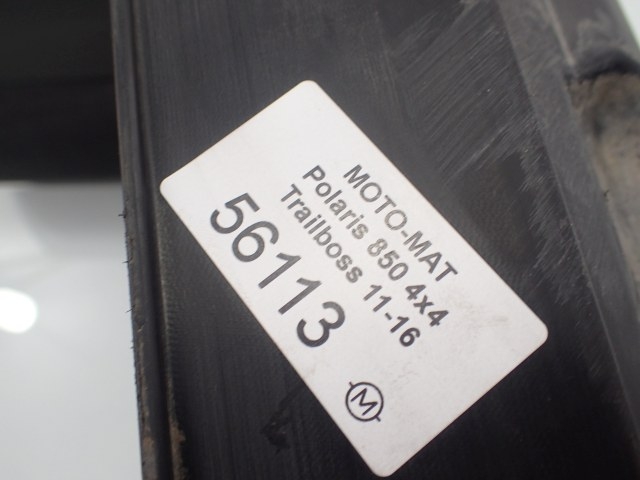 MOTO-MAT
Polaris 850 4x4
Trailboss 11-16
56113
M